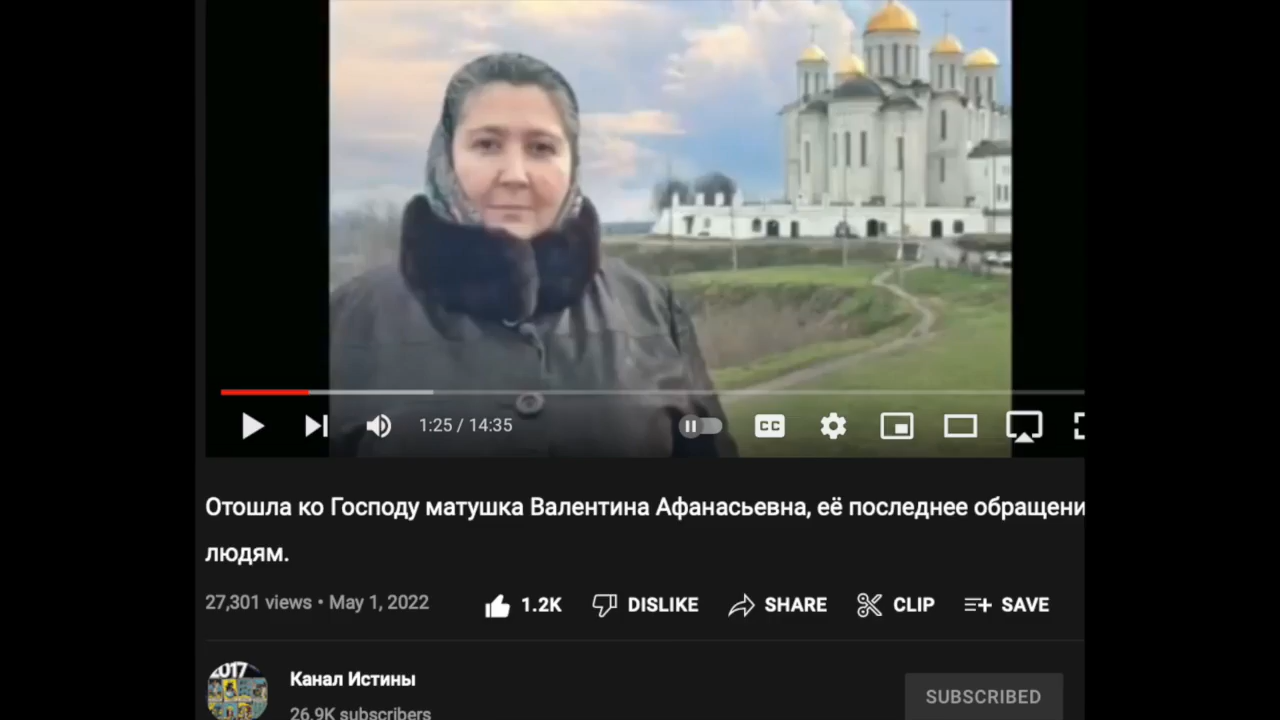 1:25 / 14:35
CC
Отошла ко Господу матушка Валентина Афанасьевна, её последнее обращени
людям.
27,301 views • May 1, 2022
1.2K DISLIKE SHARE CLIP SAVE
2017
Канал Истины
SUBSCRIBED
26.9K subscribers